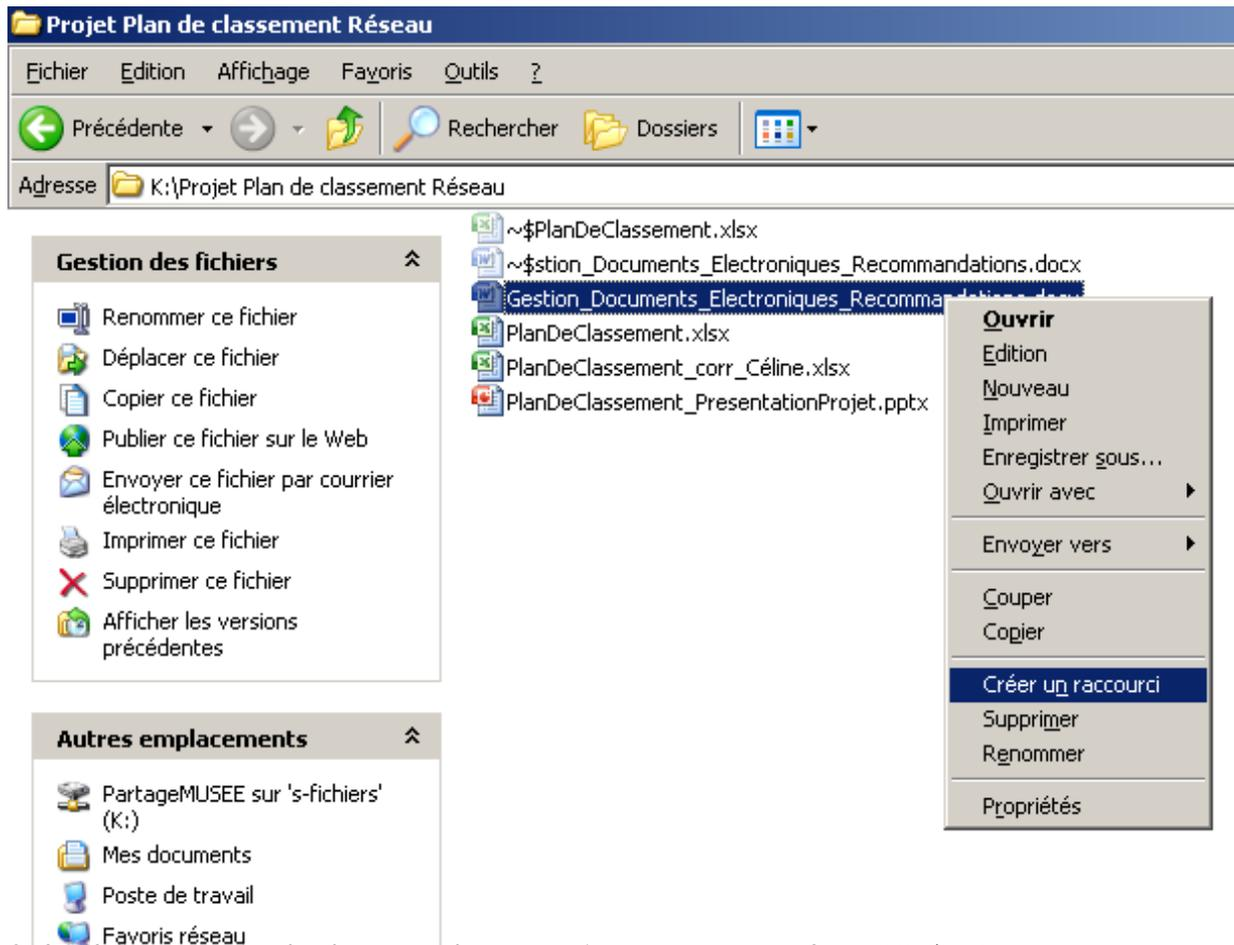 Projet Plan de classement Réseau
Fichier Edition Affichage Favoris Outils ?
Précédente Rechercher Dossiers
Adresse K:\Projet Plan de classement Réseau
Gestion des fichiers
Renommer ce fichier
Déplacer ce fichier
Copier ce fichier
Publier ce fichier sur le Web
Envoyer ce fichier par courrier
électronique
Imprimer ce fichier
Supprimer ce fichier
Afficher les versions
précédentes
Autres emplacements
PartageMUSEE sur 's-fichiers'
(K:)
Mes documents
Poste de travail
Favoris réseau
~$PlanDeClassement.xlsx
~$stion_Documents_Electroniques_Recommandations.docx
Gestion_Documents_Electroniques_Recommandations.docx
PlanDeClassement.xlsx
PlanDeClassement_corr_Céline.xlsx
PlanDeClassement_PresentationProjet.pptx
Ouvrir
Edition
Nouveau
Imprimer
Enregistrer sous...
Ouvrir avec
Envoyer vers
Couper
Copier
Créer un raccourci
Supprimer
Renommer
Propriétés